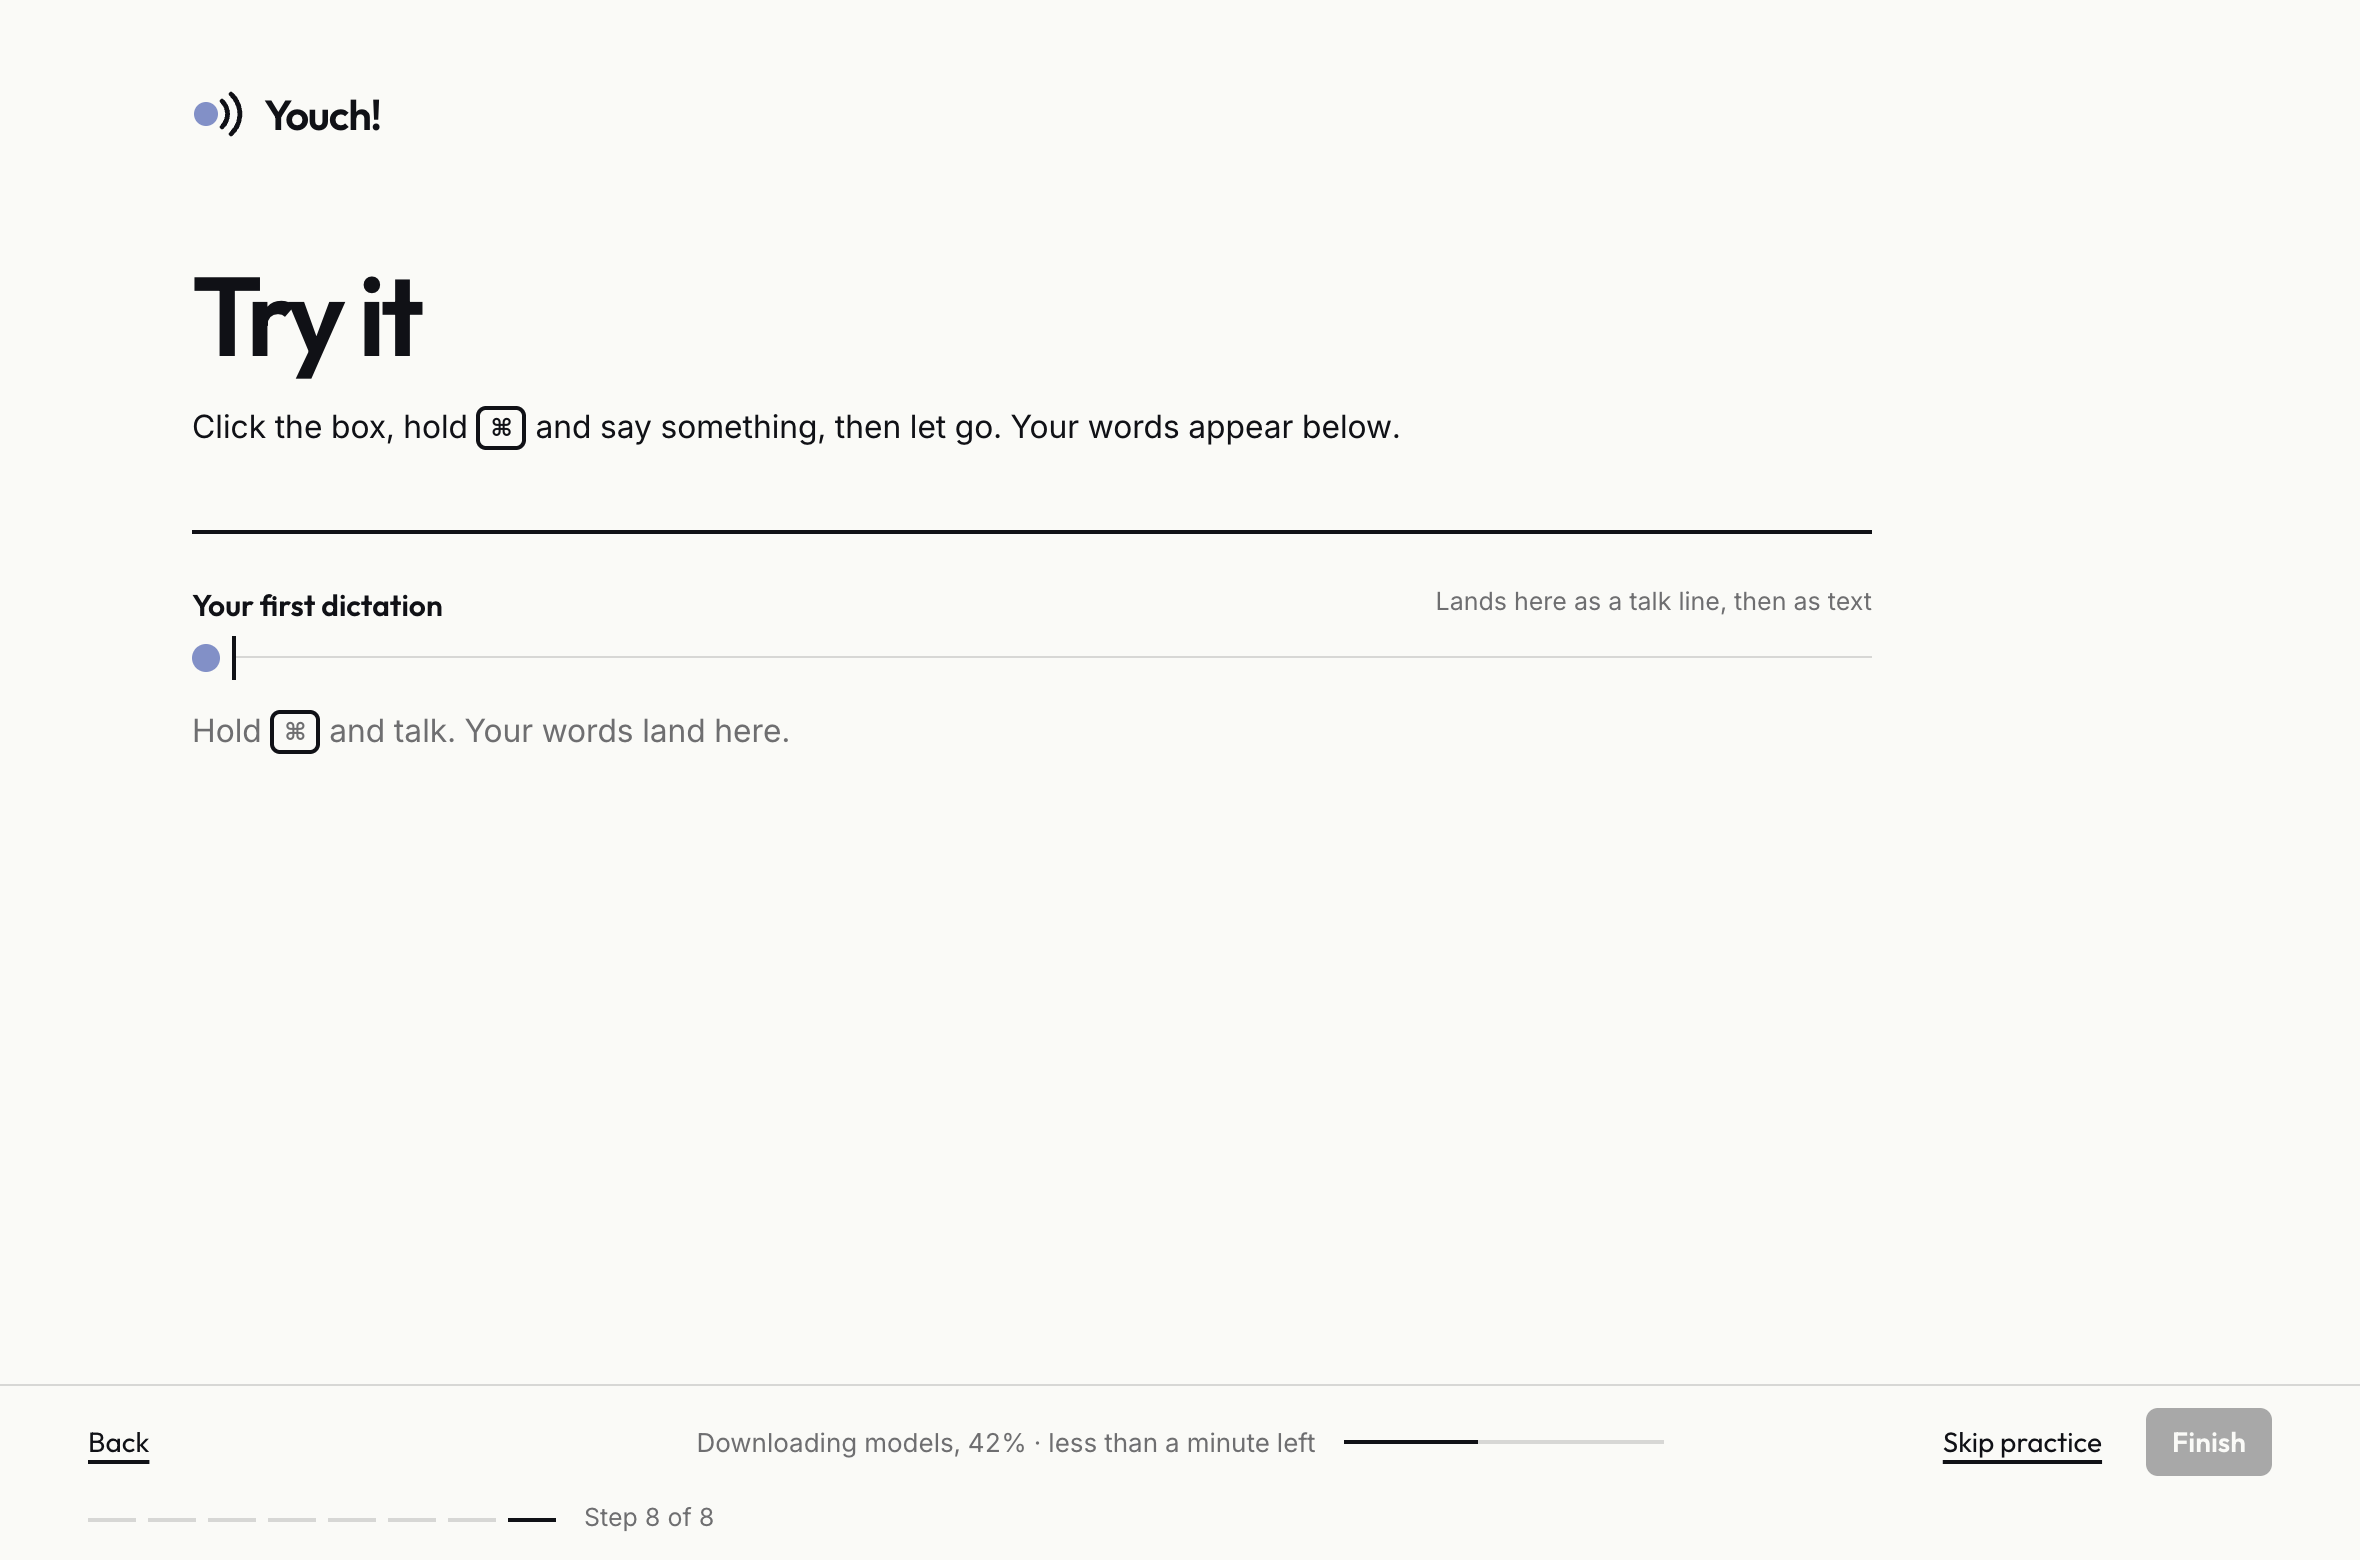 Youch!
Try it
Click the box, hold ⌘ and say something, then let go. Your words appear below.
Your first dictation
Lands here as a talk line, then as text
Hold ⌘ and talk. Your words land here.
Back
Downloading models, 42% · less than a minute left
Skip practice
Finish
Step 8 of 8